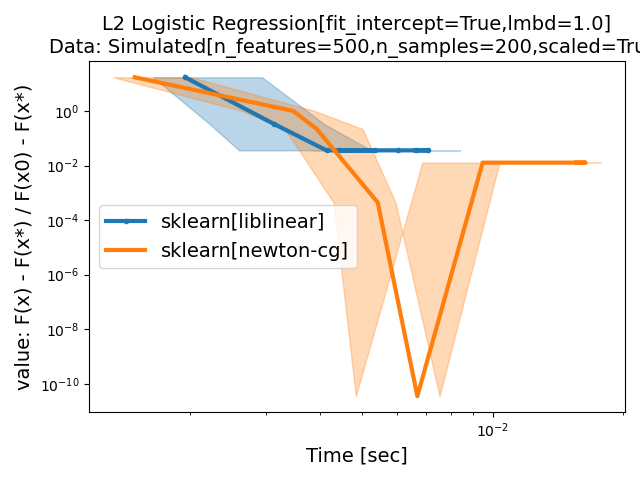 L2 Logistic Regression[fit_intercept=True,lmbd=1.0]
Data: Simulated[n_features=500,n_samples=200,scaled=Tru
value: F(x) - F(x*) / F(x0) - F(x*)
10⁰
10⁻²
10⁻⁴
10⁻⁶
10⁻⁸
10⁻¹⁰
sklearn[liblinear]
sklearn[newton-cg]
10⁻²
Time [sec]